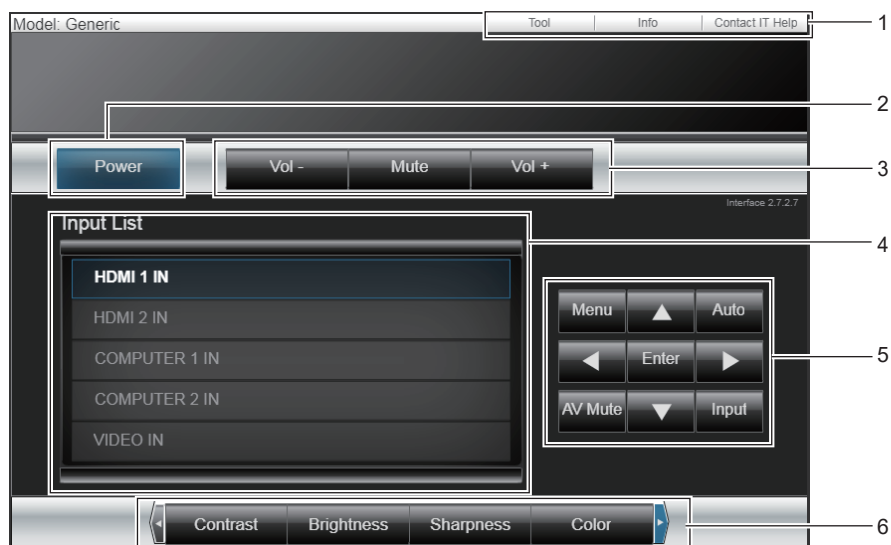 Model: Generic
Tool Info Contact IT Help
1
2
Power
Vol - Mute Vol +
3
Interface 2.7.2.7
Input List
4
HDMI 1 IN
HDMI 2 IN
COMPUTER 1 IN
COMPUTER 2 IN
VIDEO IN
Menu Auto
Enter
5
AV Mute Input
Contrast Brightness Sharpness Color
6